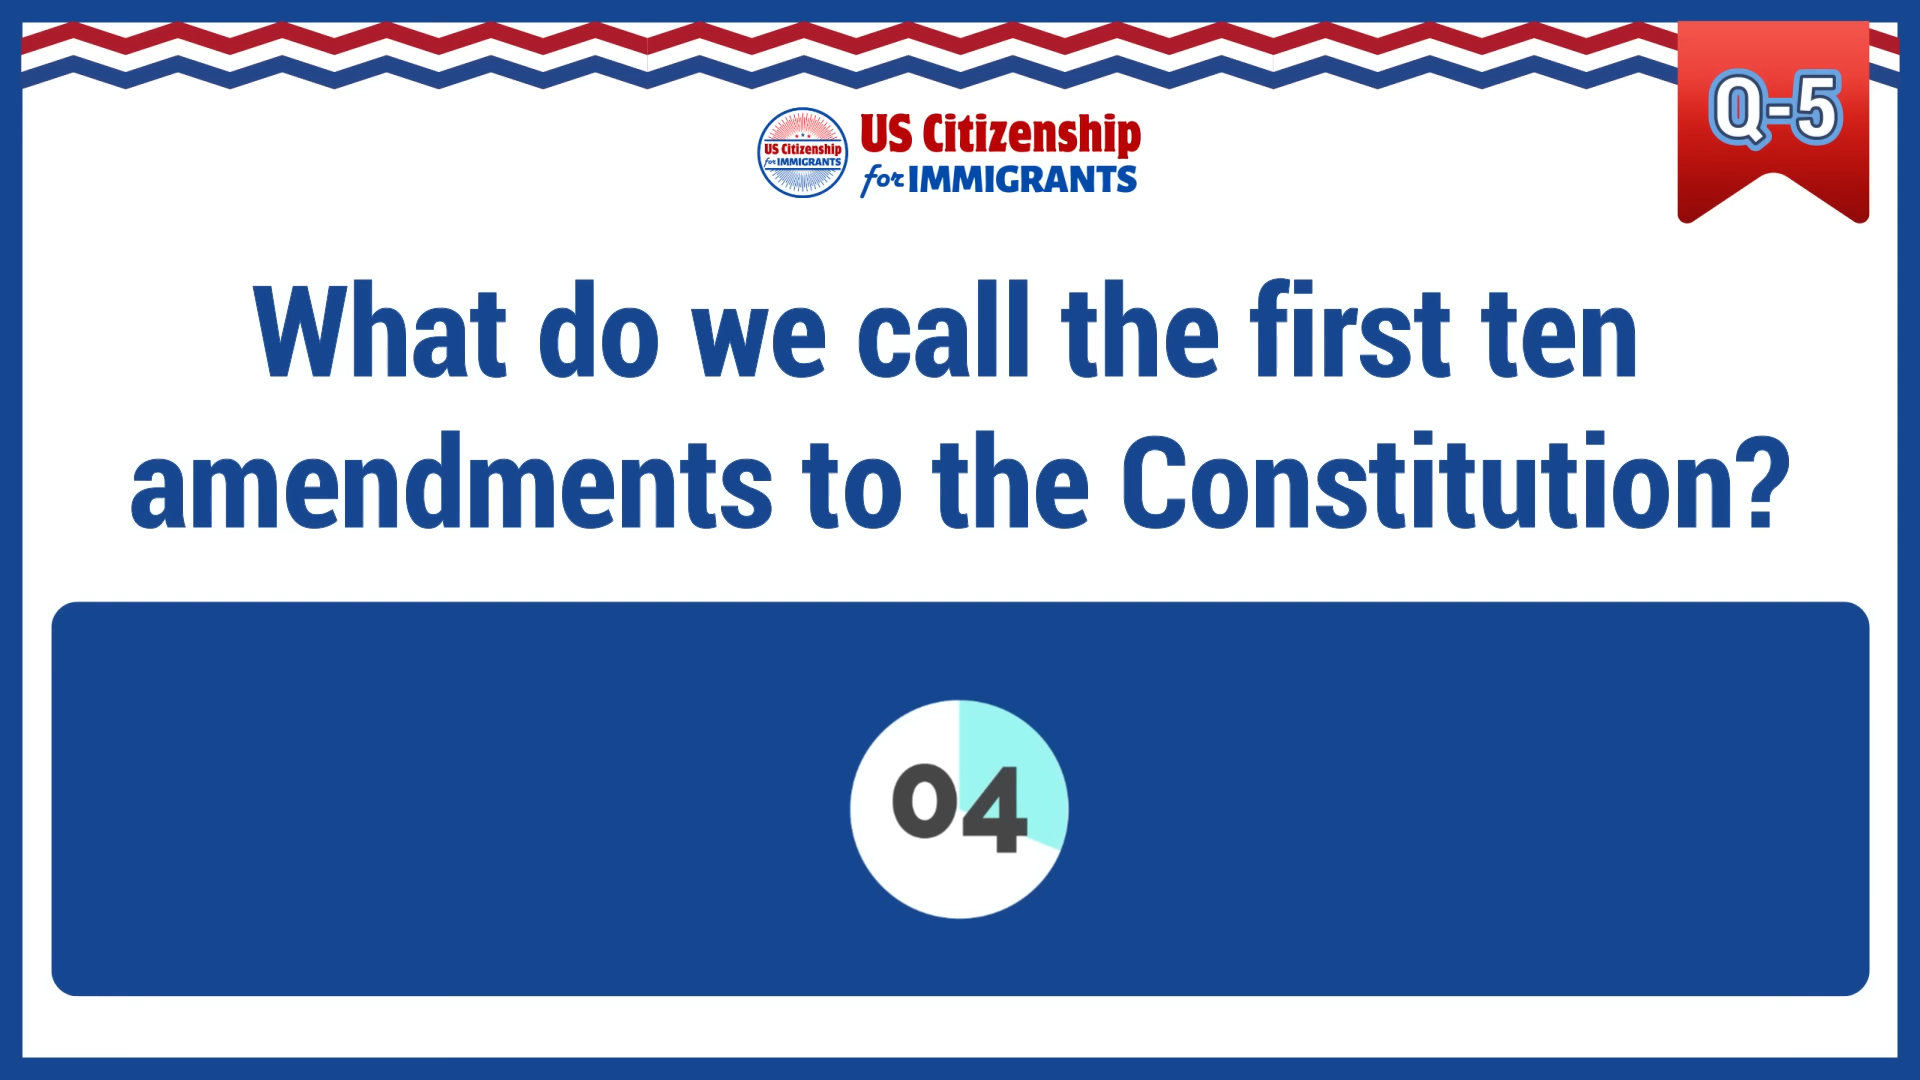 Q-5
US Citizenship
for IMMIGRANTS
US Citizenship
for IMMIGRANTS
What do we call the first ten
amendments to the Constitution?
04